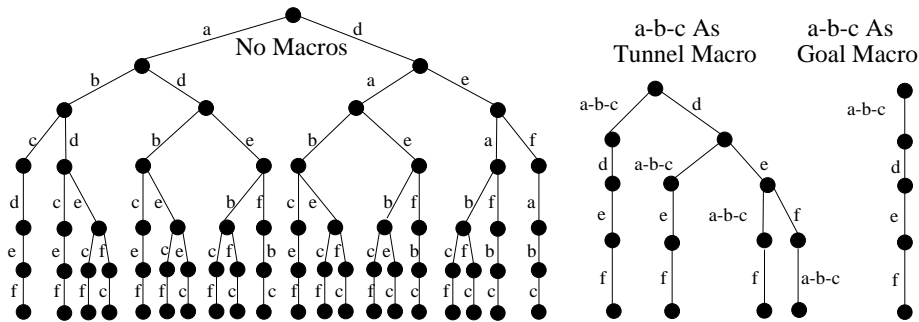 a d
No Macros
a-b-c As
Tunnel Macro
a-b-c As
Goal Macro
b d a e
c d b e b e a f
d c e c e b f c e b f b f a
e e c f e c e c f b e c f c e b c f b b
f f f c f f c f c c f f c f c c f c c c
a-b-c d
d a-b-c e
e e a-b-c f
f f f a-b-c
a-b-c
d
e
f